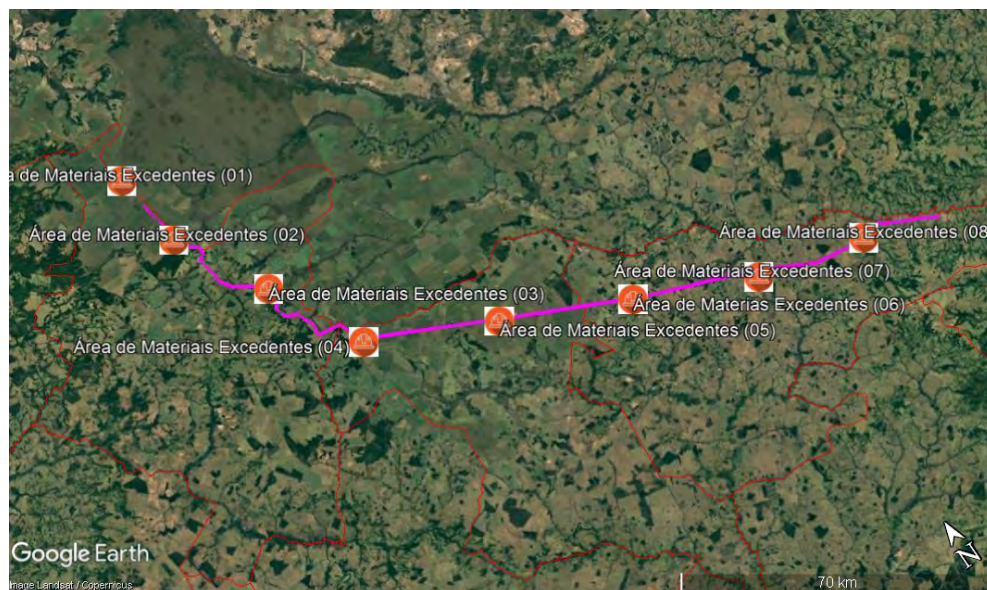 a de Materiais Excedentes (01)
Área de Materiais Excedentes (02)
Área de Materiais Excedentes (03)
Área de Materiais Excedentes (04)
Área de Materiais Excedentes (05)
Área de Materias Excedentes (06)
Área de Materiais Excedentes (07)
Área de Materiais Excedentes (08
Google Earth
mage Landsat / Copernicus
70 km
N